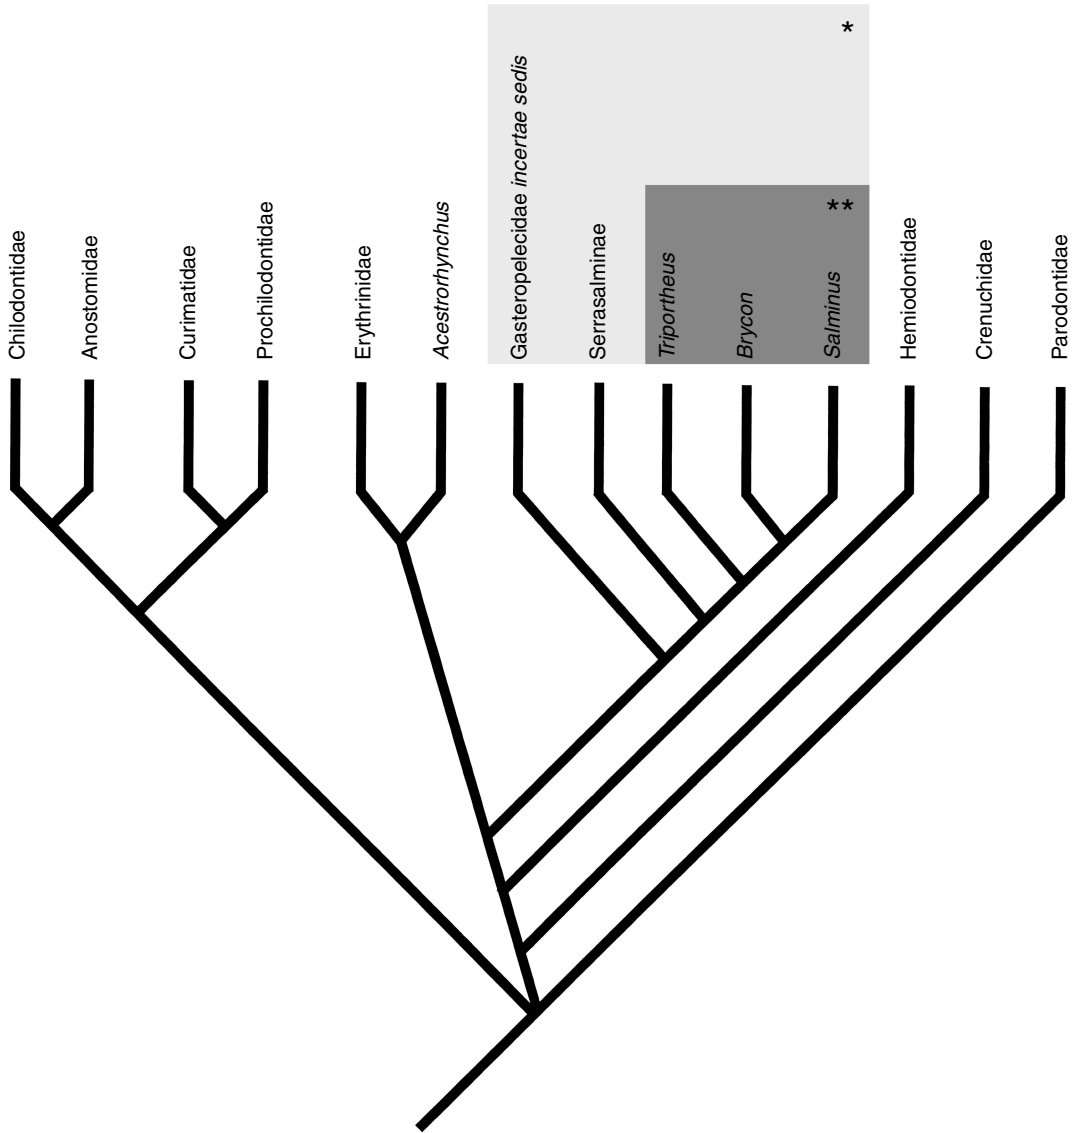 Chilodontidae
Anostomidae
Curimatidae
Prochilodontidae
Erythrinidae
Acestrorhynchus
Gasteropelecidae incertae sedis
Serrasalminae
Triportheus
Brycon
Salminus
Hemiodontidae
Crenuchidae
Parodontidae
*
**